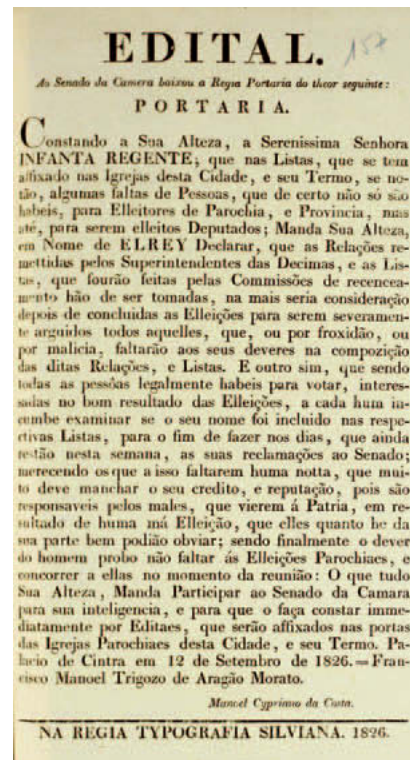 EDITAL. 157
Ao Senado da Camera baixou a Regia Portaria do theor seguinte:
PORTARIA.
Constando a Sua Alteza, a Serenissima Senhora
INFANTA REGENTE; que nas Listas, que se tem
affixado nas Igrejas desta Cidade, e seu Termo, se no-
tão, algumas faltas de Pessoas, que de certo não só são
habeis, para Elleitores de Parochia, e Provincia, mas
até, para serem elleitos Deputados; Manda Sua Alteza,
em Nome de ELREY Declarar, que as Relações re-
mettidas pelos Superintendentes das Decimas, e as Lis-
tas, que fourão feitas pelas Commissões de recencea-
mento hão de ser tomadas, na mais seria consideração
depois de concluidas as Elleições para serem severamen-
te arguidos todos aquelles, que, ou por froxidão, ou
por malicia, faltarão aos seus deveres na compozição
das ditas Relações, e Listas. E outro sim, que sendo
todas as pessoas legalmente habeis para votar, interes-
sadas no bom resultado das Elleições, a cada hum in-
cumbe examinar se o seu nome foi incluido nas respe-
ctivas Listas, para o fim de fazer nos dias, que ainda
restão nesta semana, as suas reclamações ao Senado;
merecendo os que a isso faltarem huma notta, que mui-
to deve manchar o seu credito, e reputação, pois são
responsaveis pelos males, que vierem á Patria, em re-
sultado de huma má Elleição, que elles quanto he da
sua parte bem podião obviar; sendo finalmente o dever
do homem probo não faltar ás Elleições Parochiaes, e
concorrer a ellas no momento da reunião: O que tudo
Sua Alteza, Manda Participar ao Senado da Camara
para sua inteligencia, e para que o faça constar imme-
diatamente por Editaes, que serão affixados nas portas
das Igrejas Parochiaes desta Cidade, e seu Termo. Pa-
lacio de Cintra em 12 de Setembro de 1826.=Fran-
cisco Manoel Trigozo de Aragão Morato.
Manoel Cypriano da Costa.
NA REGIA TYPOGRAFIA SILVIANA. 1826.